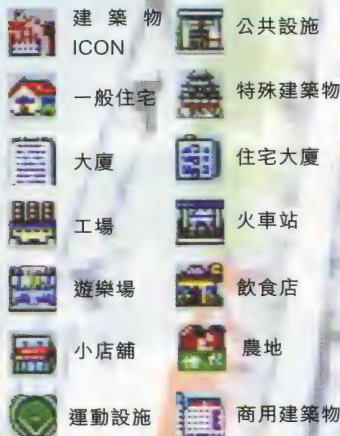 建築物
ICON
公共設施
一般住宅
特殊建築物
大廈
住宅大廈
工場
火車站
遊樂場
飲食店
小店舖
農地
運動設施
商用建築物